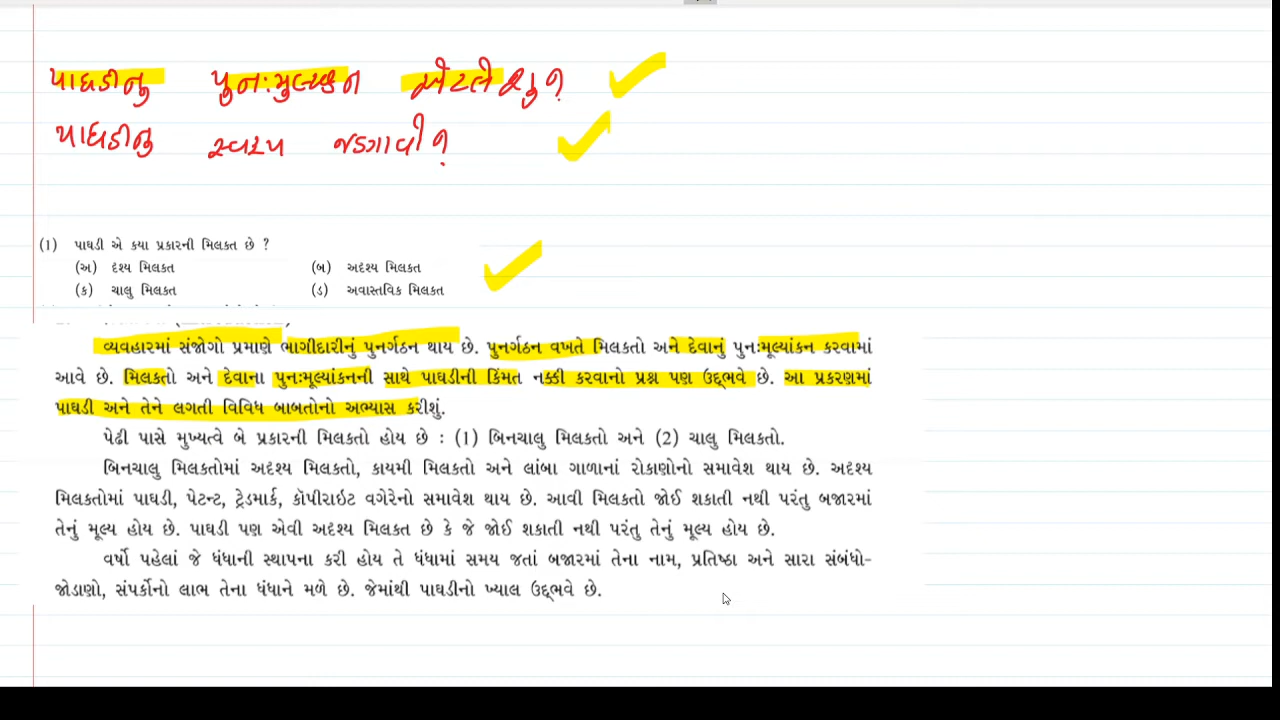 પાઘડીનુ પુન:મુલ્યાકન એટલે શુ ?
પાઘડીનુ સ્વરૂપ જણાવો ?
(1) પાઘડી એ કયા પ્રકારની મિલકત છે ?
(અ) દૃશ્ય મિલકત (બ) અદૃશ્ય મિલકત
(ક) ચાલુ મિલકત (ડ) અવાસ્તવિક મિલકત
વ્યવહારમાં સંજોગો પ્રમાણે ભાગીદારીનું પુનર્ગઠન થાય છે. પુનર્ગઠન વખતે મિલકતો અને દેવાનું પુનઃમૂલ્યાંકન કરવામાં
આવે છે. મિલકતો અને દેવાના પુનઃમૂલ્યાંકનની સાથે પાઘડીની કિંમત નક્કી કરવાનો પ્રશ્ન પણ ઉદ્ભવે છે. આ પ્રકરણમાં
પાઘડી અને તેને લગતી વિવિધ બાબતોનો અભ્યાસ કરીશું.
પેઢી પાસે મુખ્યત્વે બે પ્રકારની મિલકતો હોય છે : (1) બિનચાલુ મિલકતો અને (2) ચાલુ મિલકતો.
બિનચાલુ મિલકતોમાં અદૃશ્ય મિલકતો, કાયમી મિલકતો અને લાંબા ગાળાનાં રોકાણોનો સમાવેશ થાય છે. અદૃશ્ય
મિલકતોમાં પાઘડી, પેટન્ટ, ટ્રેડમાર્ક, કૉપીરાઇટ વગેરેનો સમાવેશ થાય છે. આવી મિલકતો જોઈ શકાતી નથી પરંતુ બજારમાં
તેનું મૂલ્ય હોય છે. પાઘડી પણ એવી અદૃશ્ય મિલકત છે કે જે જોઈ શકાતી નથી પરંતુ તેનું મૂલ્ય હોય છે.
વર્ષો પહેલાં જે ધંધાની સ્થાપના કરી હોય તે ધંધામાં સમય જતાં બજારમાં તેના નામ, પ્રતિષ્ઠા અને સારા સંબંધો-
જોડાણો, સંપર્કોનો લાભ તેના ધંધાને મળે છે. જેમાંથી પાઘડીનો ખ્યાલ ઉદ્ભવે છે.